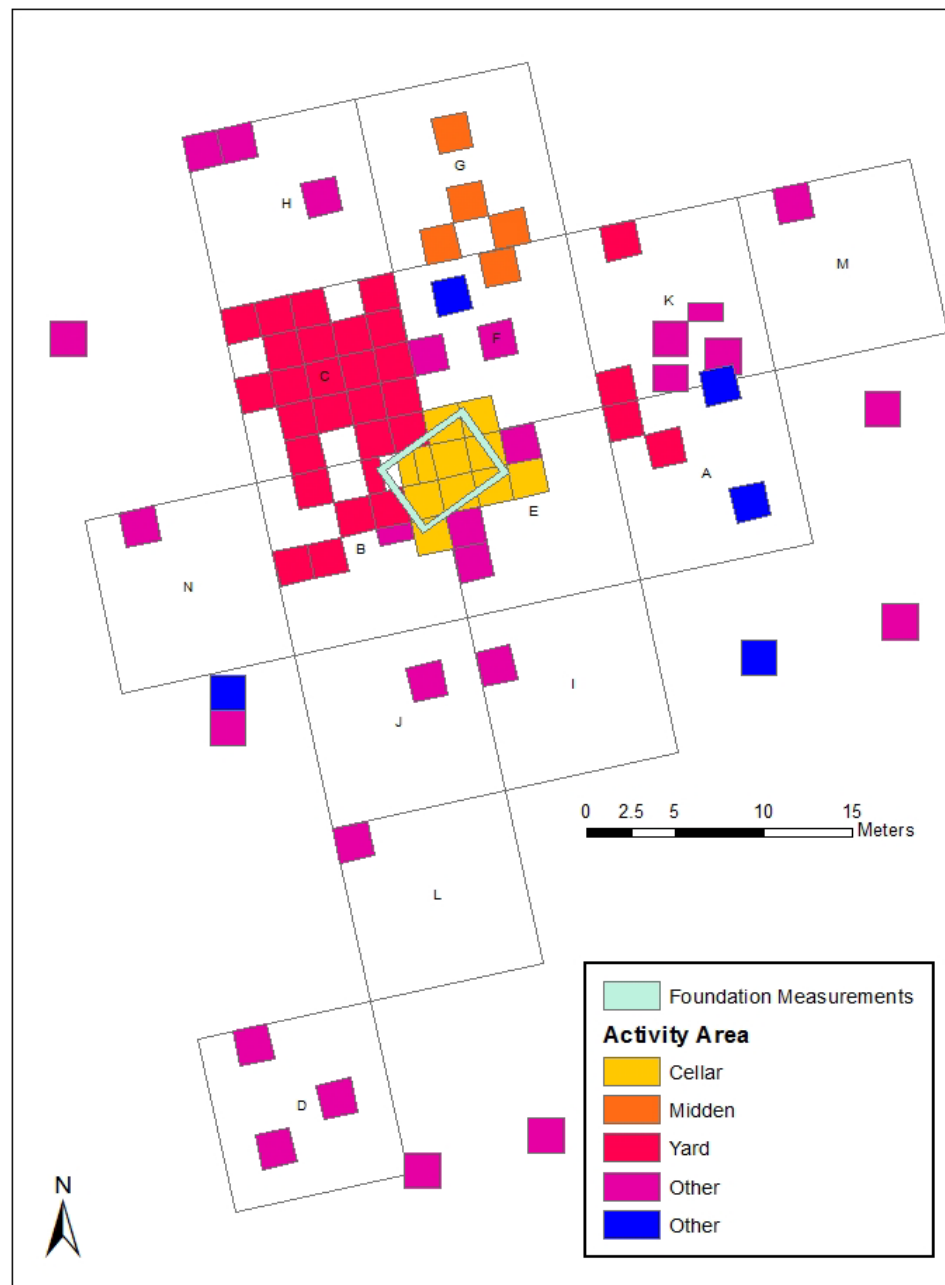 G
H
M
K
F
C
A
E
B
N
I
J
0 2.5 5 10 15
Meters
L
D
Foundation Measurements
Activity Area
Cellar
Midden
Yard
Other
Other
N